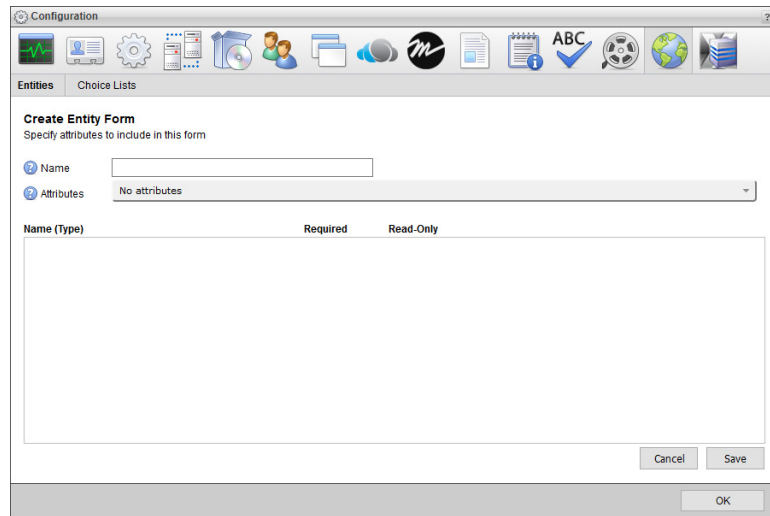 Configuration
?
ABC
Entities Choice Lists
Create Entity Form
Specify attributes to include in this form
? Name
? Attributes No attributes
Name (Type) Required Read-Only
Cancel Save
OK